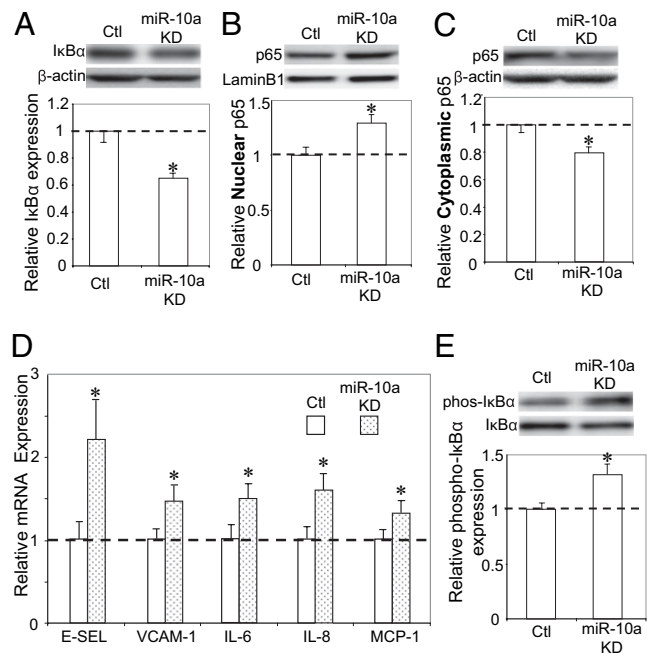 A
Ctl
miR-10a
KD
IκBα
β-actin
Relative IκBα expression
1.2
1
0.8
0.6
0.4
0.2
0
Ctl
miR-10a
KD
*
B
Ctl
miR-10a
KD
p65
LaminB1
Relative Nuclear p65
1.5
1
0.5
0
Ctl
miR-10a
KD
*
C
Ctl
miR-10a
KD
p65
β-actin
Relative Cytoplasmic p65
1.2
1
0.8
0.6
0.4
0.2
0
Ctl
miR-10a
KD
*
D
Relative mRNA Expression
3
2
1
0
Ctl
miR-10a
KD
* * * * *
E-SEL VCAM-1 IL-6 IL-8 MCP-1
E
Ctl
miR-10a
KD
phos-IκBα
IκBα
Relative phospho-IκBα
expression
1.5
1
0.5
0
Ctl
miR-10a
KD
*